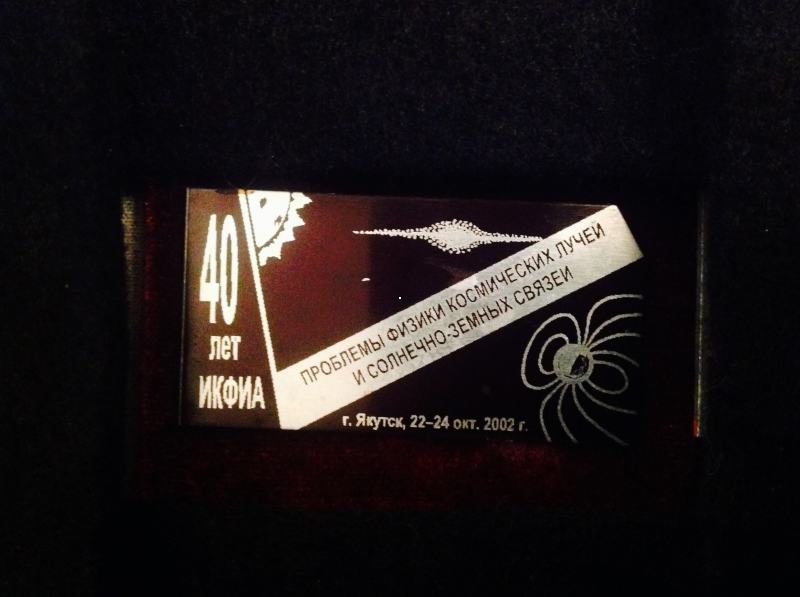 40
лет
ИКФИА
ПРОБЛЕМЫ ФИЗИКИ КОСМИЧЕСКИХ ЛУЧЕЙ
И СОЛНЕЧНО-ЗЕМНЫХ СВЯЗЕЙ
г. Якутск, 22–24 окт. 2002 г.